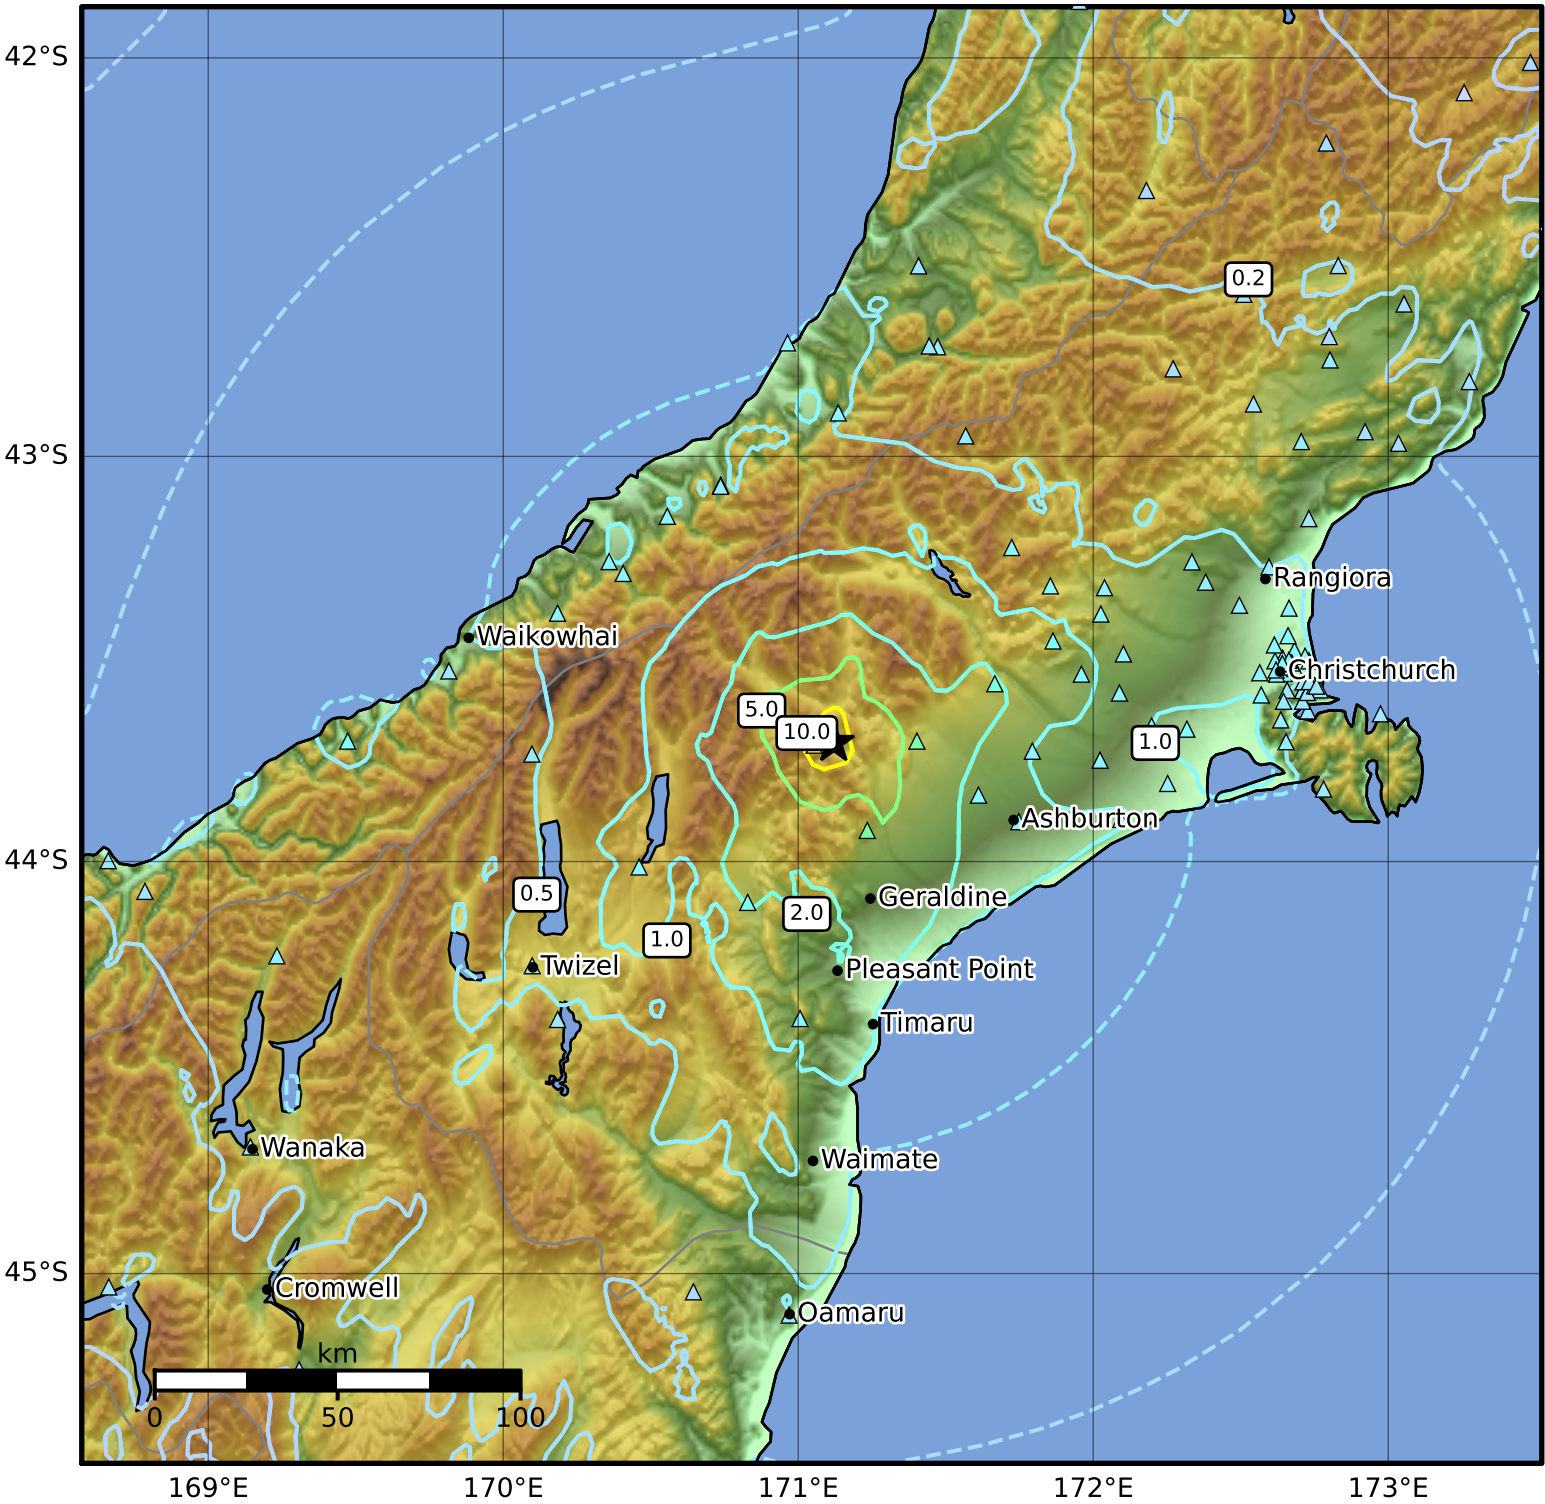 42°S
0.2
43°S
Rangiora
Waikowhai
Christchurch
5.0
10.0
1.0
Ashburton
44°S
0.5
Geraldine
2.0
1.0
Twizel
Pleasant Point
Timaru
Wanaka
Waimate
45°S
Cromwell
Oamaru
km
0 50 100
169°E 170°E 171°E 172°E 173°E